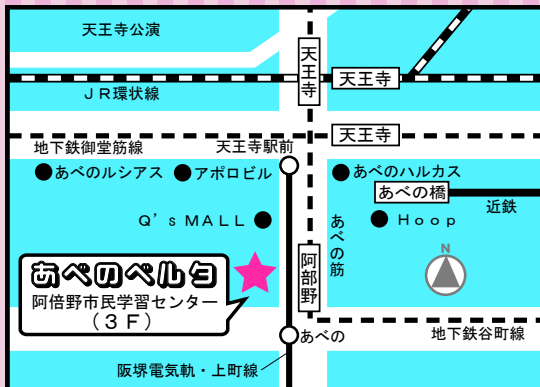 天王寺公演
天王寺
天王寺
ＪＲ環状線
天王寺
地下鉄御堂筋線
天王寺駅前
あべのルシアス
アポロビル
あべのハルカス
あべの橋
近鉄
Ｑ’ｓ ＭＡＬＬ
Ｈｏｏｐ
あべの筋
N
阿部野
あべのベルタ
阿倍野市民学習センター
（３Ｆ）
あべの
地下鉄谷町線
阪堺電気軌・上町線